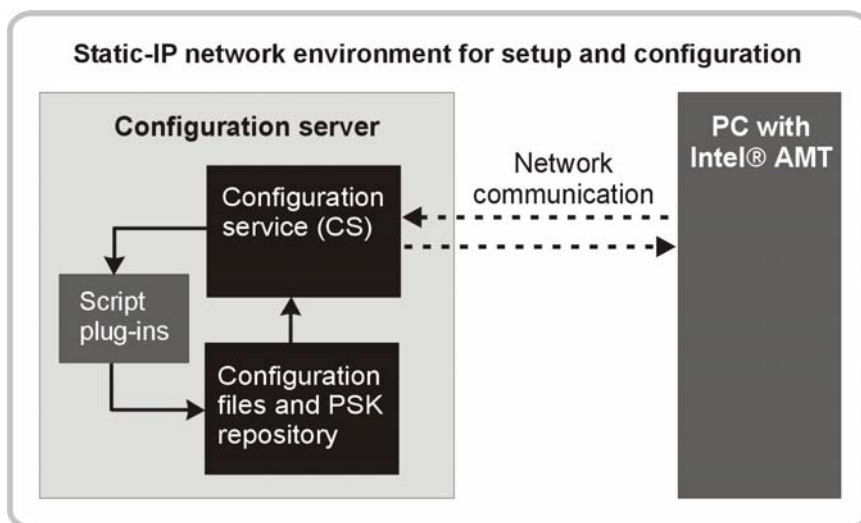 Static-IP network environment for setup and configuration
Configuration server
Configuration
service (CS)
Script
plug-ins
Configuration
files and PSK
repository
Network
communication
PC with
Intel® AMT